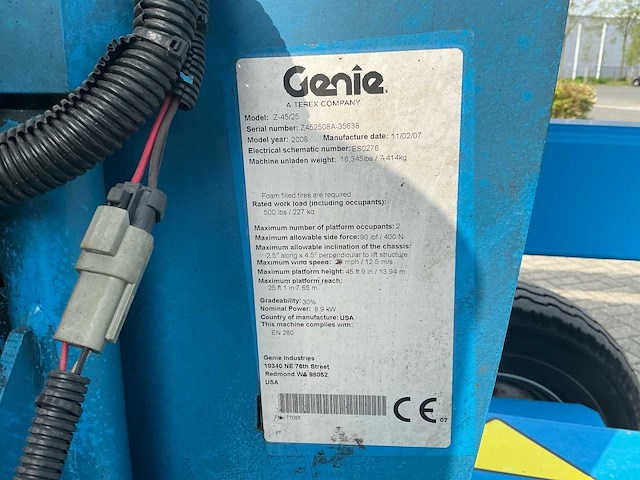 Genie
A TEREX COMPANY
Model: Z-45/25
Serial number: Z452508A-35638
Model year: 2008 Manufacture date: 11/02/07
Electrical schematic number: ES0276
Machine unladen weight: 16,345lbs / 7,414kg
Foam filled tires are required
Rated work load (including occupants):
500 lbs / 227 kg
Maximum number of platform occupants: 2
Maximum allowable side force: 90 lbf / 400 N
Maximum allowable inclination of the chassis:
2.5° along x 4.5° perpendicular to lift structure
Maximum wind speed: 28 mph / 12.5 m/s
Maximum platform height: 45 ft 9 in / 13.94 m
Maximum platform reach:
25 ft 1 in 7.65 m
Gradeability: 30%
Nominal Power: 8.9 kW
Country of manufacture: USA
This machine complies with:
EN 280
Genie Industries
18340 NE 76th Street
Redmond WA 98052
USA
77055
CE 07